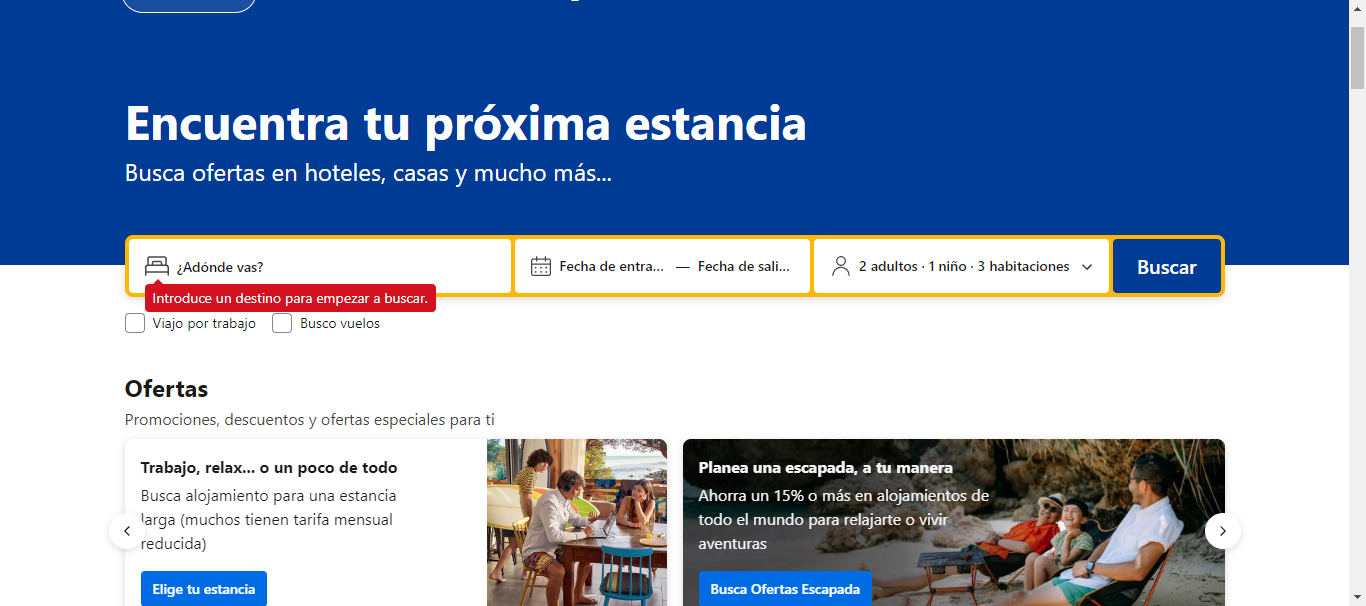 Encuentra tu próxima estancia
Busca ofertas en hoteles, casas y mucho más...
¿Adónde vas?
Fecha de entra... — Fecha de sali...
2 adultos · 1 niño · 3 habitaciones
Buscar
Introduce un destino para empezar a buscar.
Viajo por trabajo
Busco vuelos
Ofertas
Promociones, descuentos y ofertas especiales para ti
Trabajo, relax... o un poco de todo
Busca alojamiento para una estancia
larga (muchos tienen tarifa mensual
reducida)
Elige tu estancia
Planea una escapada, a tu manera
Ahorra un 15% o más en alojamientos de
todo el mundo para relajarte o vivir
aventuras
Busca Ofertas Escapada